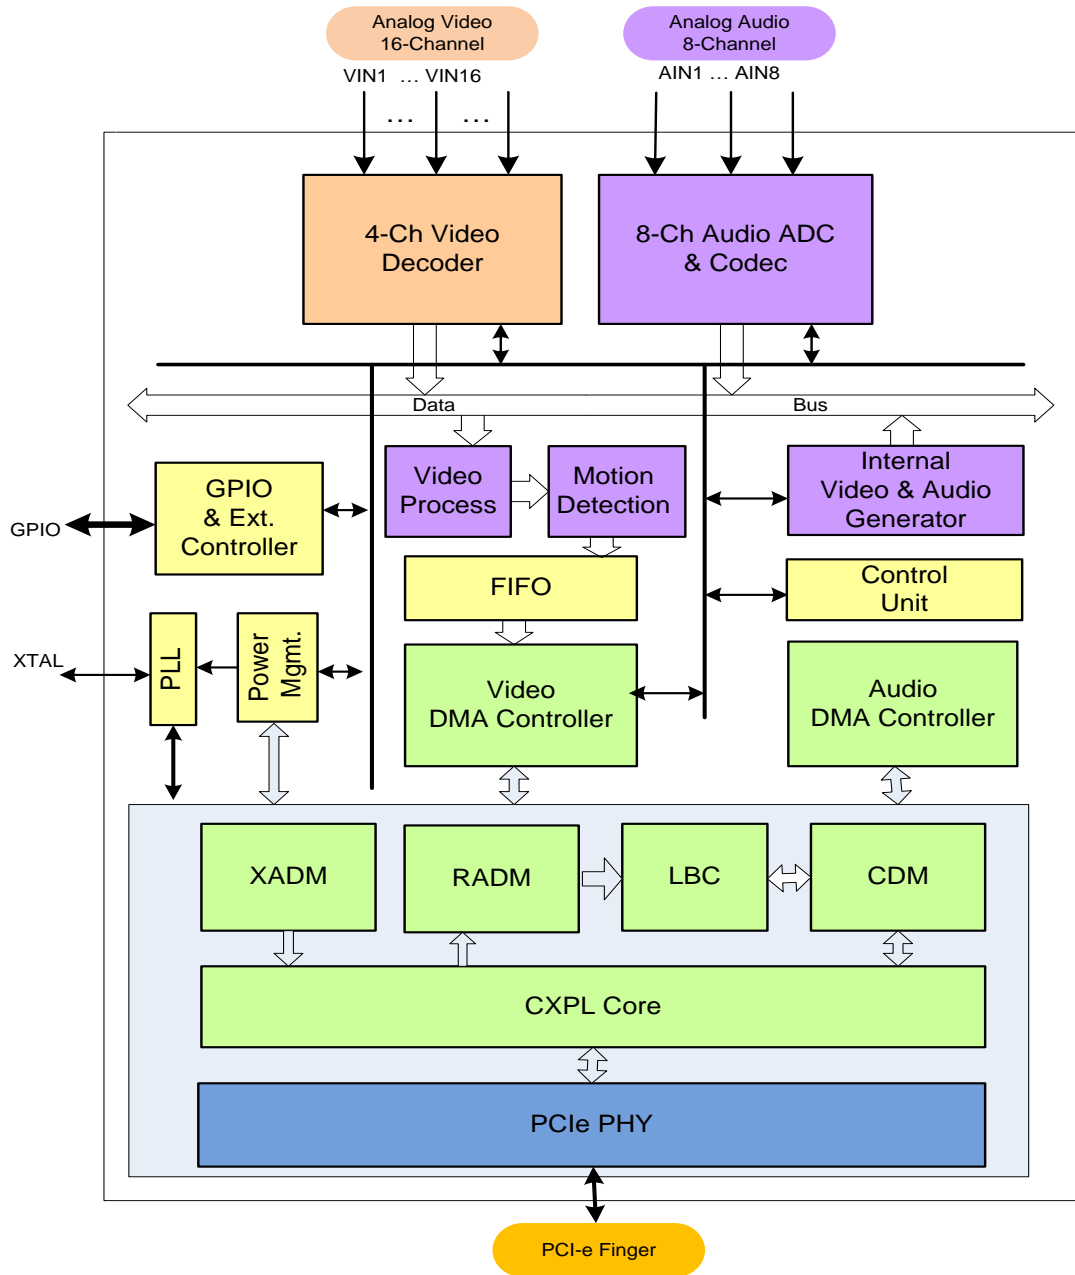 Analog Video
16-Channel
Analog Audio
8-Channel
VIN1 ... VIN16
AIN1 ... AIN8
... ...
4-Ch Video
Decoder
8-Ch Audio ADC
& Codec
Data Bus
GPIO
GPIO
& Ext.
Controller
Video
Process
Motion
Detection
Internal
Video & Audio
Generator
FIFO
Control
Unit
XTAL
PLL
Power
Mgmt.
Video
DMA Controller
Audio
DMA Controller
XADM
RADM
LBC
CDM
CXPL Core
PCIe PHY
PCI-e Finger